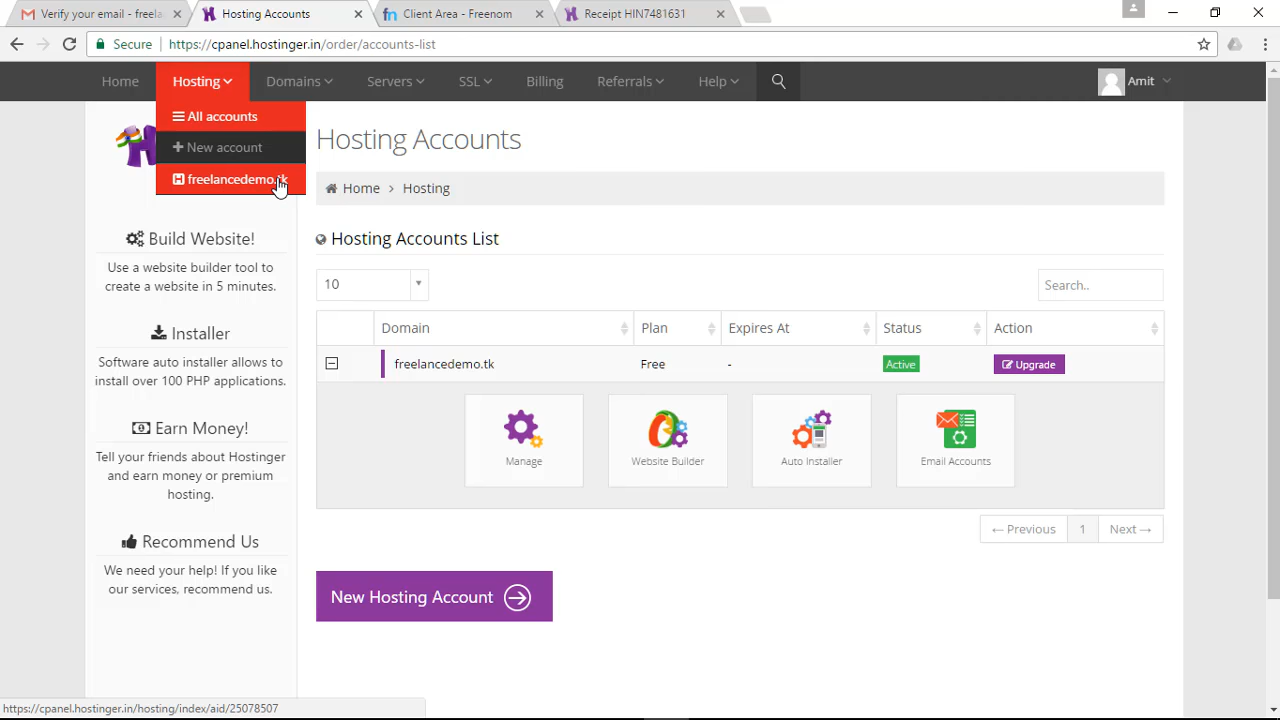 Verify your email - freela
Hosting Accounts
Client Area - Freenom
Receipt HIN7481631
Secure
https://cpanel.hostinger.in/order/accounts-list
Home
Hosting
Domains
Servers
SSL
Billing
Referrals
Help
Amit
All accounts
New account
freelancedemo.tk
Hosting Accounts
Home > Hosting
Build Website!
Use a website builder tool to
create a website in 5 minutes.
Installer
Software auto installer allows to
install over 100 PHP applications.
Earn Money!
Tell your friends about Hostinger
and earn money or premium
hosting.
Recommend Us
We need your help! If you like
our services, recommend us.
Hosting Accounts List
10
Search..
Domain
Plan
Expires At
Status
Action
freelancedemo.tk
Free
-
Active
Upgrade
Manage
Website Builder
Auto Installer
Email Accounts
← Previous
1
Next →
New Hosting Account
https://cpanel.hostinger.in/hosting/index/aid/25078507